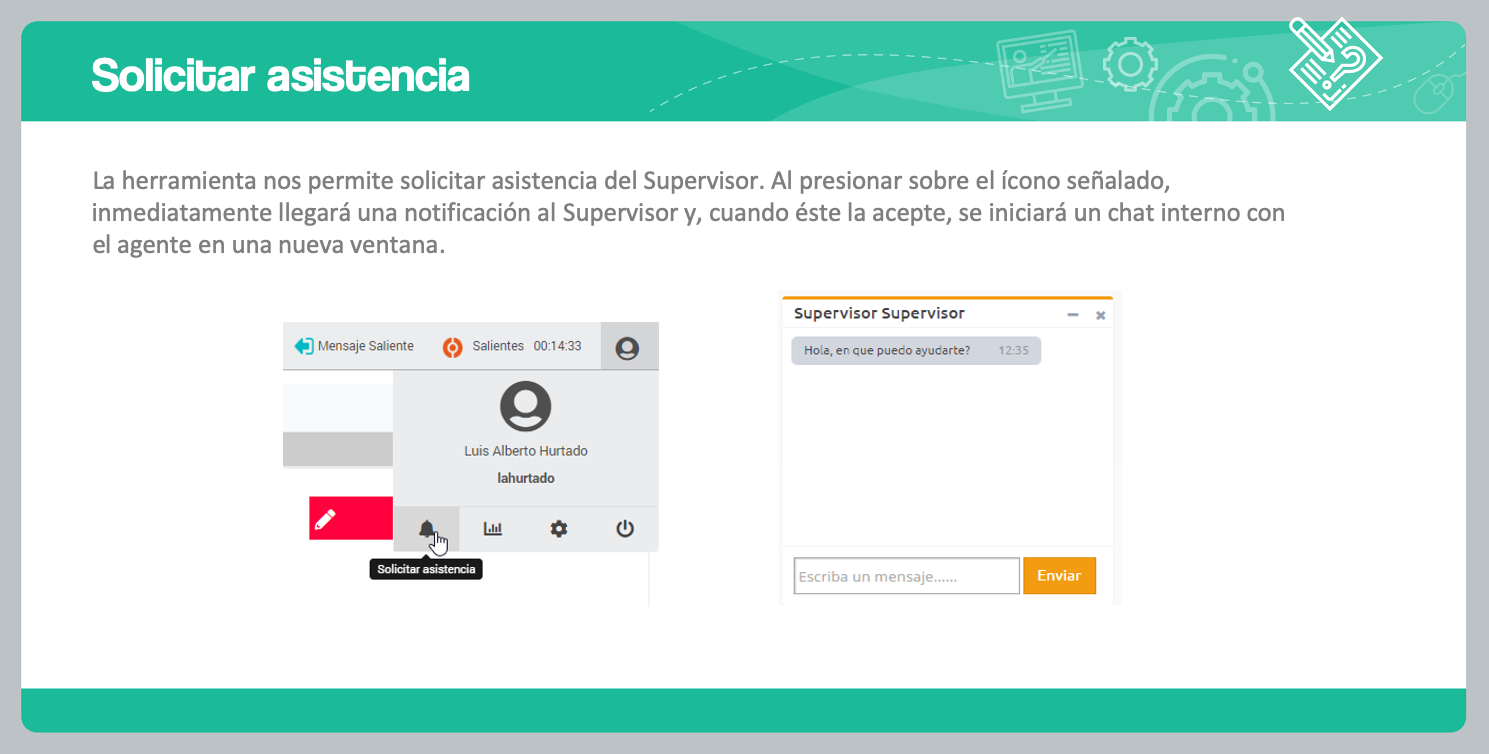 Solicitar asistencia
La herramienta nos permite solicitar asistencia del Supervisor. Al presionar sobre el ícono señalado,
inmediatamente llegará una notificación al Supervisor y, cuando éste la acepte, se iniciará un chat interno con
el agente en una nueva ventana.
Mensaje Saliente Salientes 00:14:33
Luis Alberto Hurtado
lahurtado
Solicitar asistencia
Supervisor Supervisor
Hola, en que puedo ayudarte? 12:35
Escriba un mensaje...... Enviar